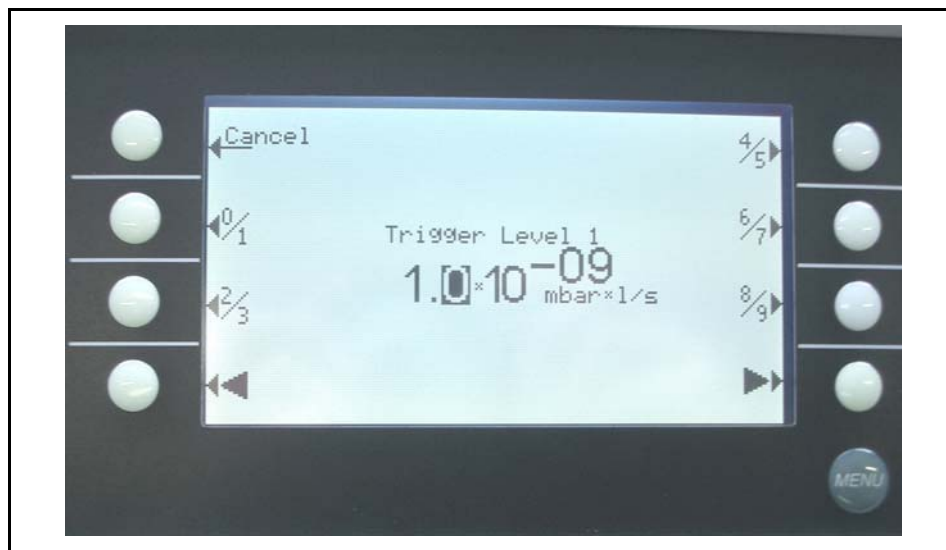 Cancel
4/5
0/1
6/7
Trigger Level 1
1.0×10⁻⁰⁹
mbar×l/s
2/3
8/9
MENU